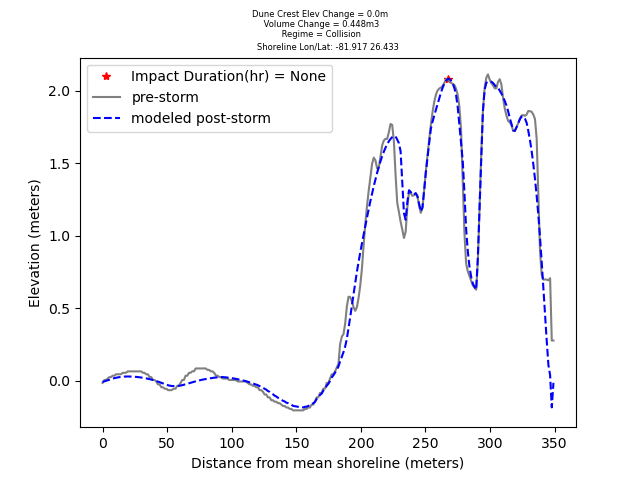 Dune Crest Elev Change = 0.0m
Volume Change = 0.448m3
Regime = Collision
Shoreline Lon/Lat: -81.917 26.433
Impact Duration(hr) = None
pre-storm
modeled post-storm
Elevation (meters)
2.0
1.5
1.0
0.5
0.0
0 50 100 150 200 250 300 350
Distance from mean shoreline (meters)